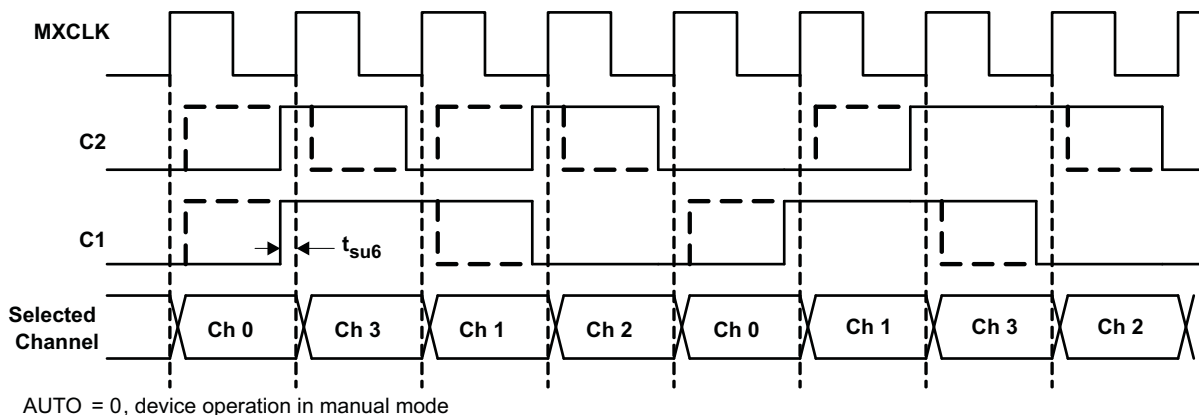 MXCLK
C2
C1
t_su6
Selected
Channel
Ch 0 Ch 3 Ch 1 Ch 2 Ch 0 Ch 1 Ch 3 Ch 2
AUTO = 0, device operation in manual mode